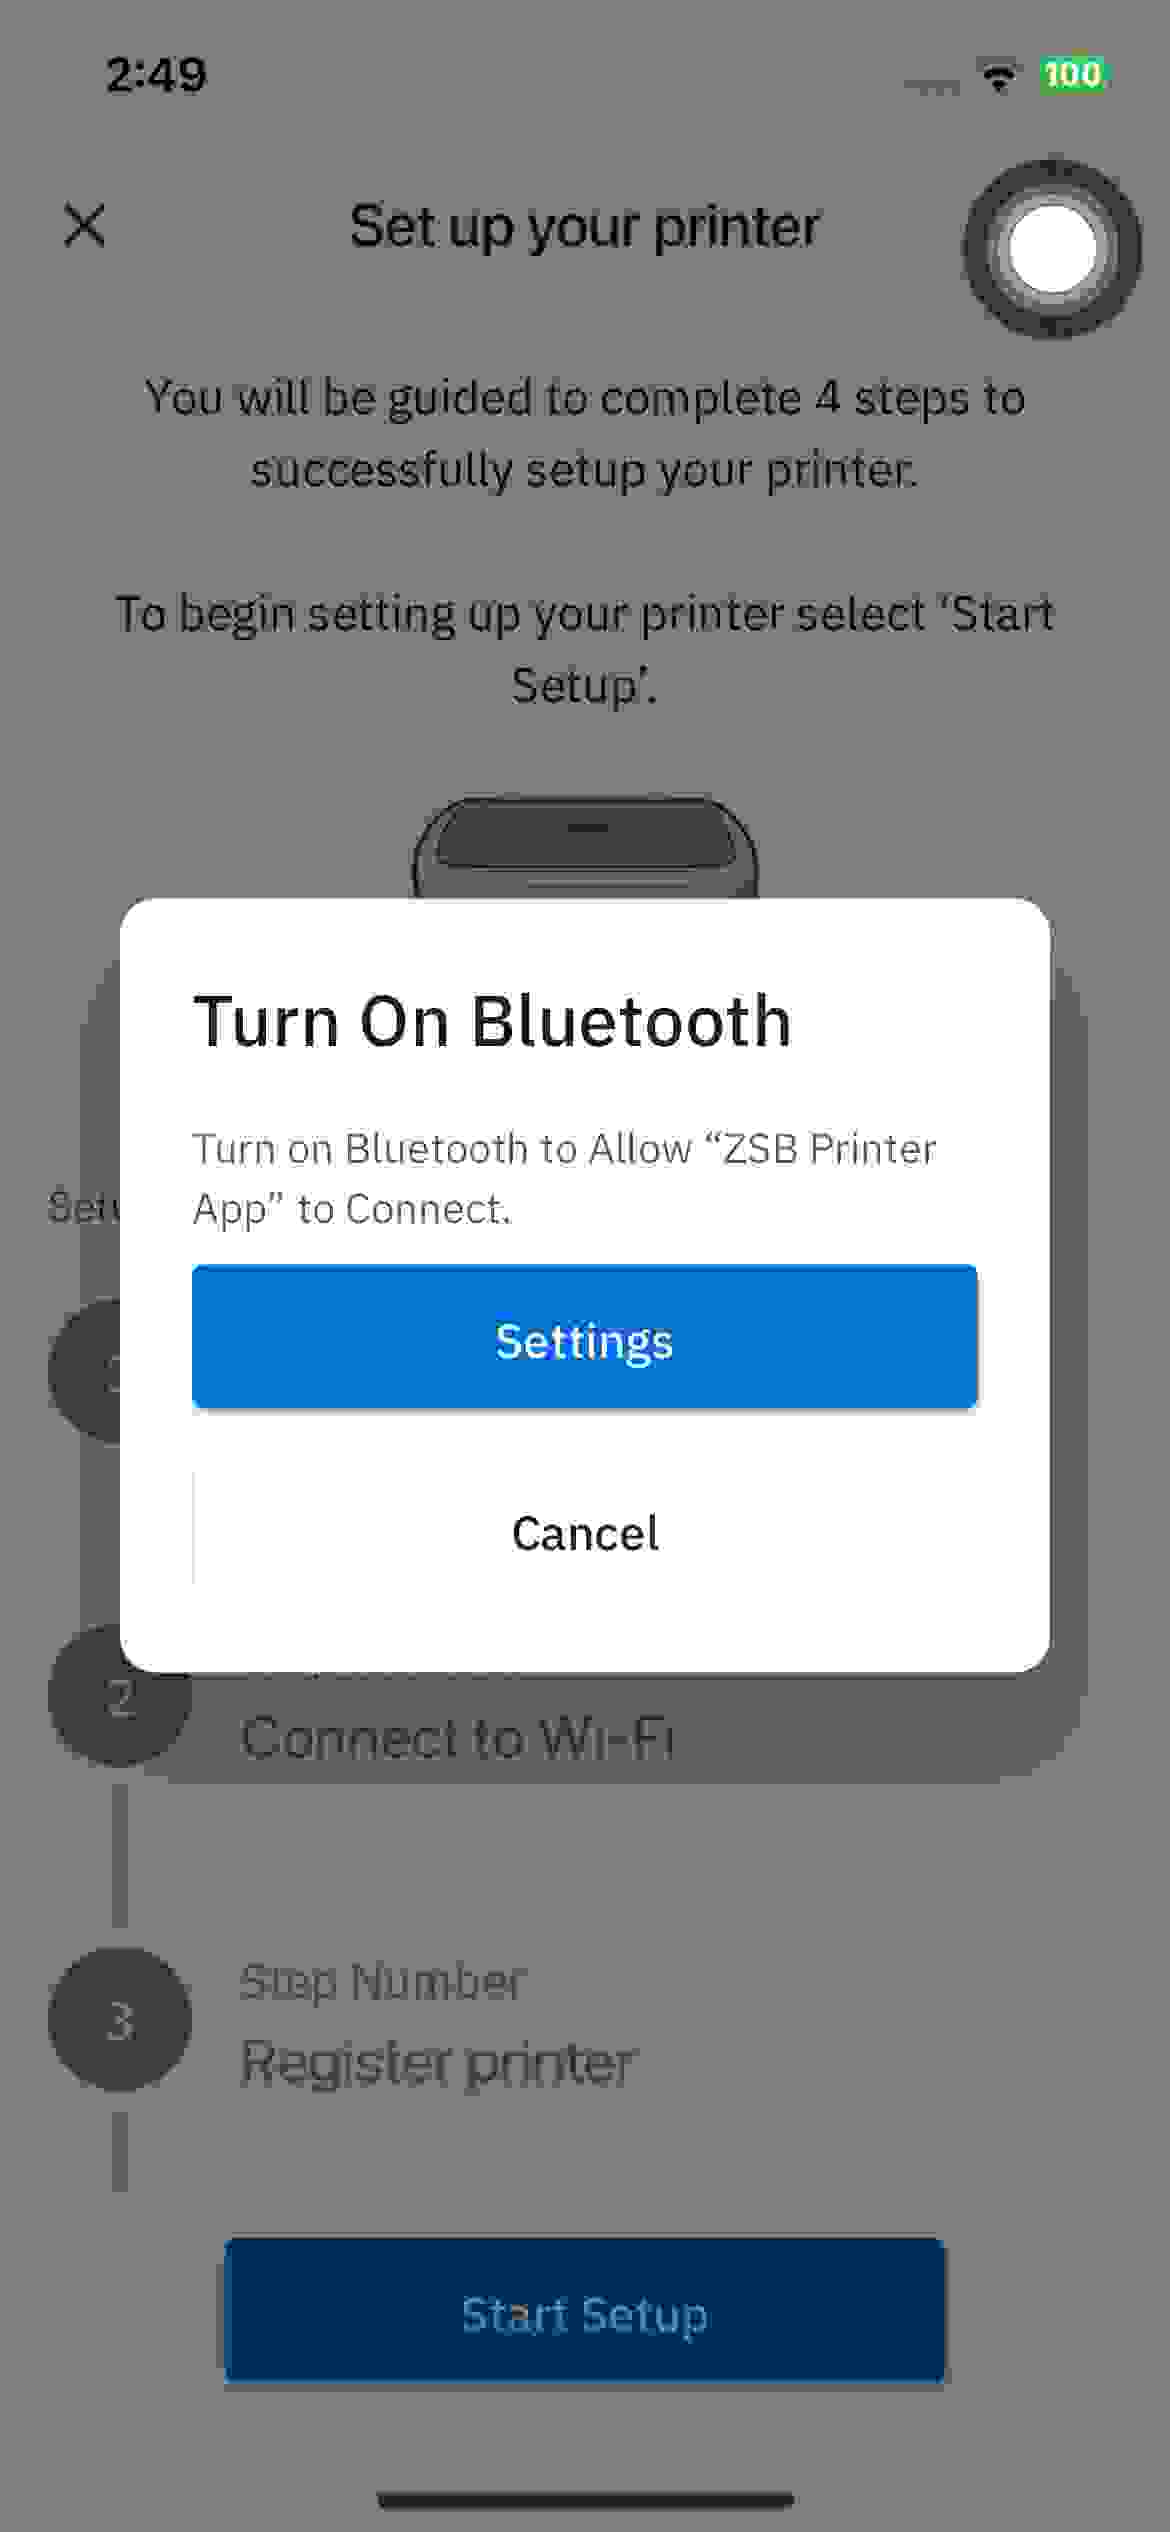 2:49
100
Set up your printer
You will be guided to complete 4 steps to
successfully setup your printer.
To begin setting up your printer select ‘Start
Setup’.
Turn On Bluetooth
Turn on Bluetooth to Allow “ZSB Printer
App” to Connect.
Settings
Cancel
2
Connect to Wi-Fi
3
Step Number
Register printer
Start Setup